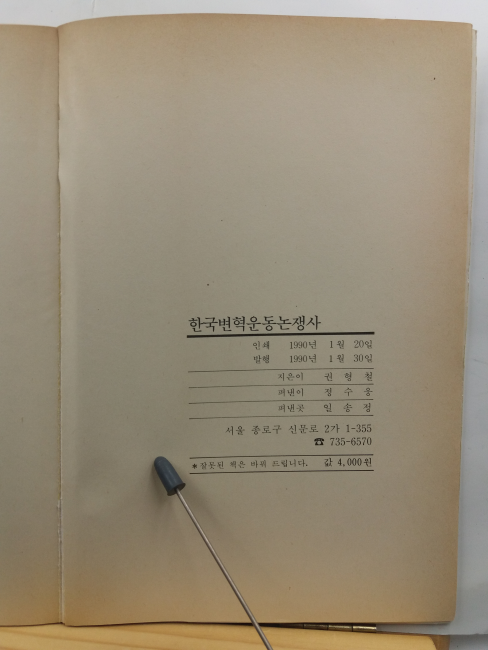 한국변혁운동논쟁사
인쇄 1990년 1월 20일
발행 1990년 1월 30일
지은이 권 형 철
펴낸이 정 수 웅
펴낸곳 일 송 정
서울 종로구 신문로 2가 1-355
☎ 735-6570
*잘못된 책은 바꿔 드립니다. 값 4,000원